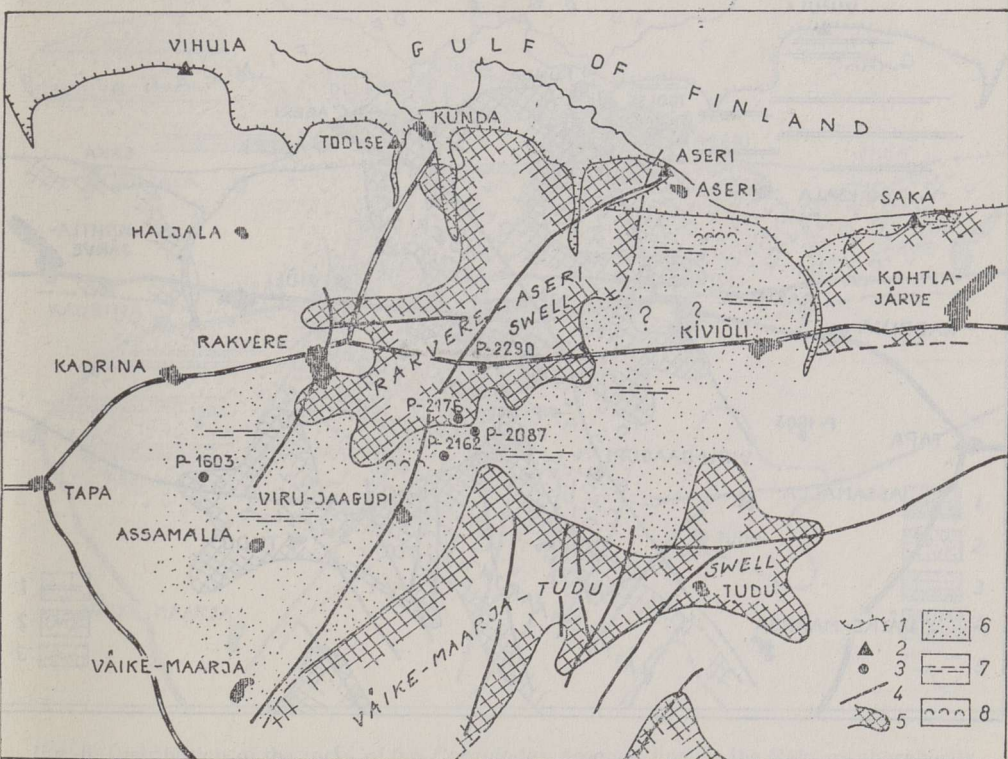 VIHULA
GULF OF FINLAND
KUNDA
TOOLSE
ASERI
ASERI
SAKA
HALJALA
KOHTLA-
JÄRVE
RAKVERE ASERI
SWELL
? ?
KIVIÕLI
RAKVERE
P-2290
KADRINA
P-2176
P-2087
P-2162
P-1603
TAPA
VIRU-JAAGUPI
ASSAMALLA
VÄIKE-MAARJA-TUDU SWELL
TUDU
VÄIKE-MAARJA
1
2
3
4
5
6
7
8